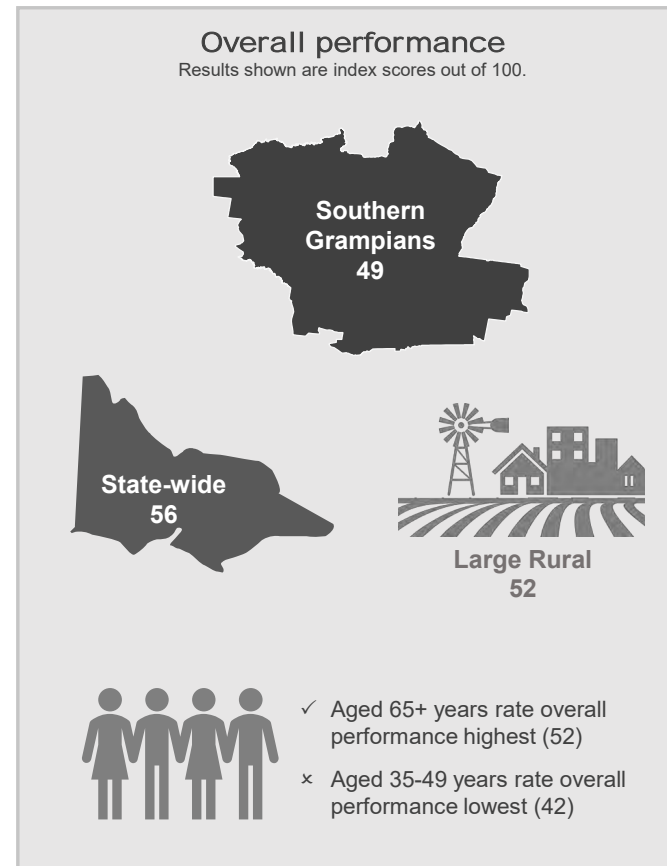 Overall performance
Results shown are index scores out of 100.
Southern
Grampians
49
State-wide
56
Large Rural
52
✓ Aged 65+ years rate overall
performance highest (52)
× Aged 35-49 years rate overall
performance lowest (42)